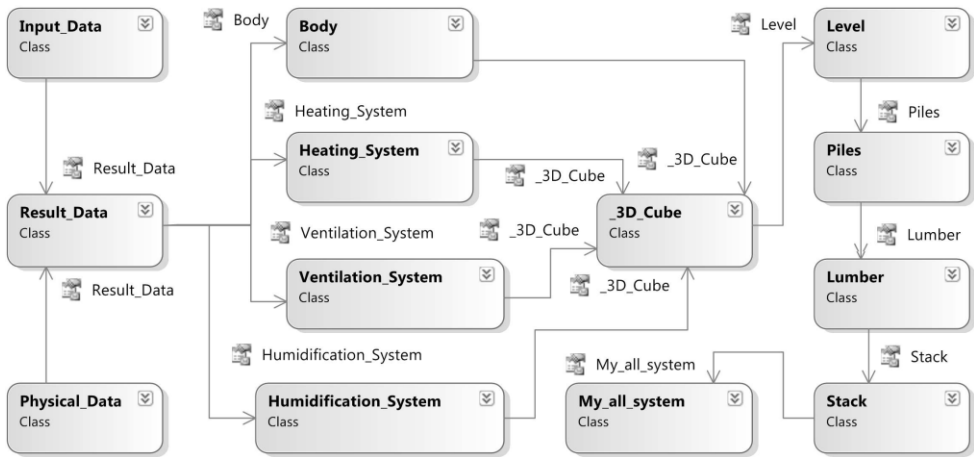 Input_Data
Class
Body
Body
Class
Level
Level
Class
Heating_System
Piles
Result_Data
Heating_System
Class
_3D_Cube
_3D_Cube
Piles
Class
Result_Data
Class
Ventilation_System
_3D_Cube
_3D_Cube
Class
Lumber
Result_Data
Ventilation_System
Class
_3D_Cube
Lumber
Class
Humidification_System
My_all_system
Stack
Physical_Data
Class
Humidification_System
Class
My_all_system
Class
Stack
Class